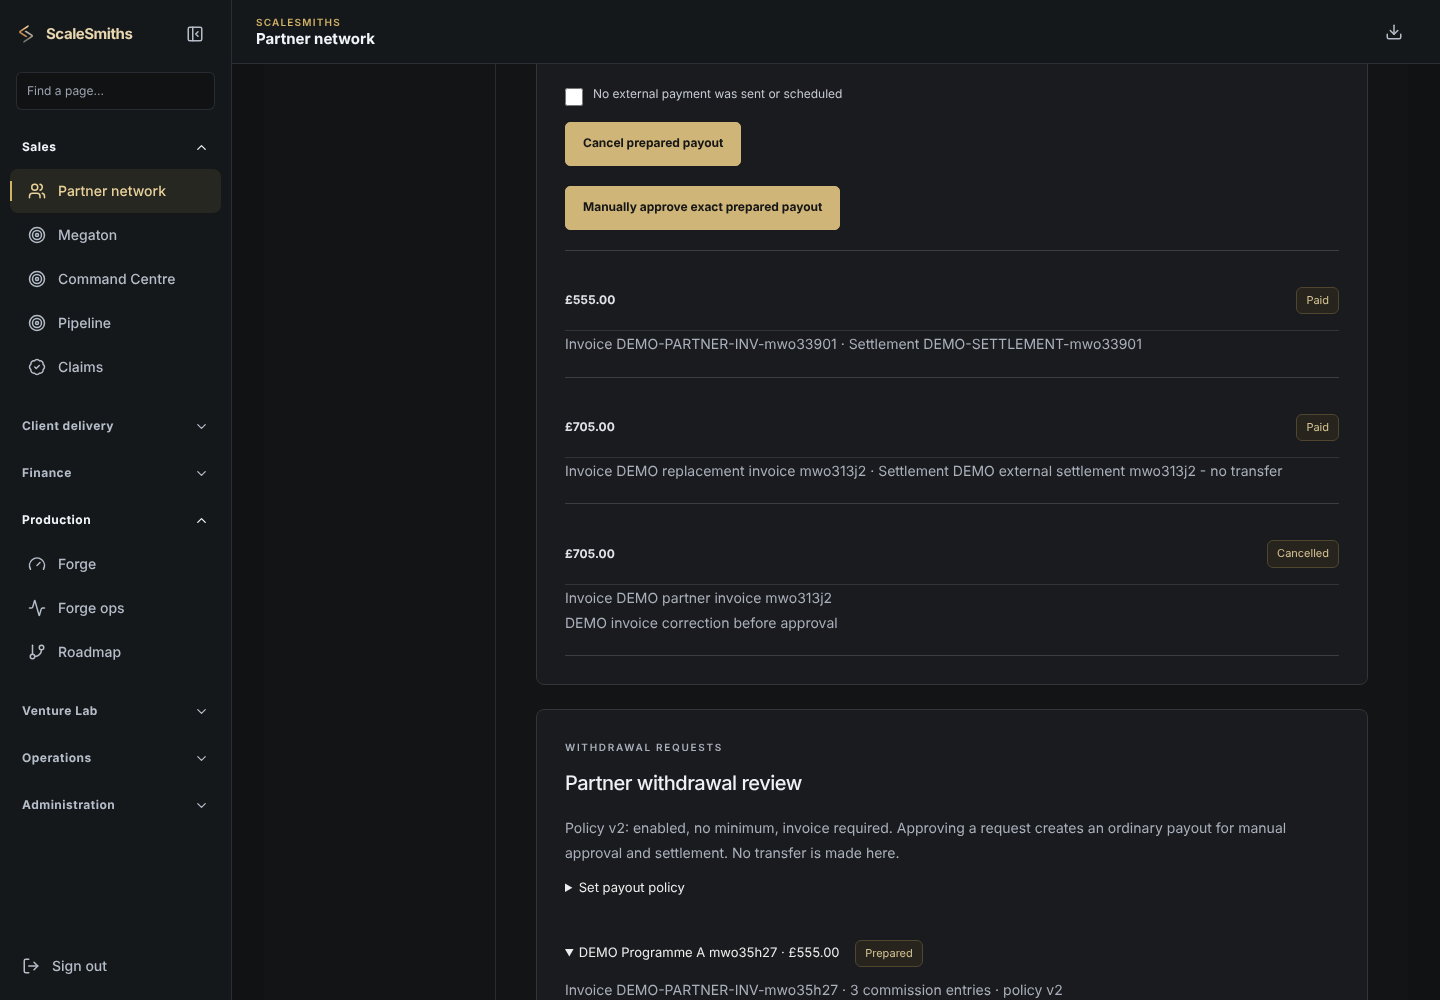 ScaleSmiths
Find a page...
Sales
Partner network
Megaton
Command Centre
Pipeline
Claims
Client delivery
Finance
Production
Forge
Forge ops
Roadmap
Venture Lab
Operations
Administration
Sign out
SCALESMITHS
Partner network
No external payment was sent or scheduled
Cancel prepared payout
Manually approve exact prepared payout
£555.00 Paid
Invoice DEMO-PARTNER-INV-mwo33901 · Settlement DEMO-SETTLEMENT-mwo33901
£705.00 Paid
Invoice DEMO replacement invoice mwo313j2 · Settlement DEMO external settlement mwo313j2 - no transfer
£705.00 Cancelled
Invoice DEMO partner invoice mwo313j2
DEMO invoice correction before approval
WITHDRAWAL REQUESTS
Partner withdrawal review
Policy v2: enabled, no minimum, invoice required. Approving a request creates an ordinary payout for manual
approval and settlement. No transfer is made here.
Set payout policy
DEMO Programme A mwo35h27 · £555.00 Prepared
Invoice DEMO-PARTNER-INV-mwo35h27 · 3 commission entries · policy v2